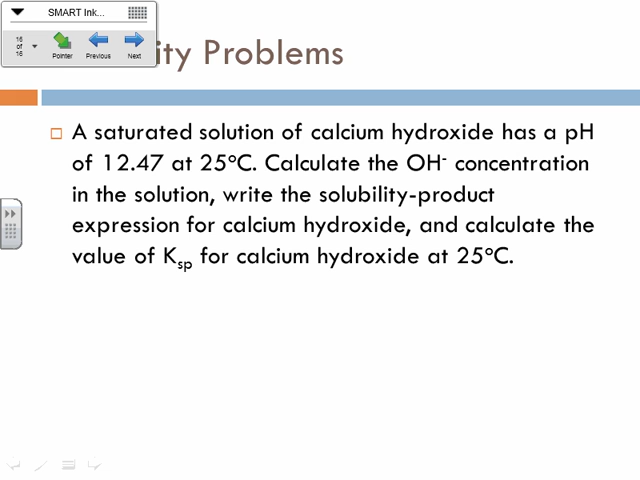 SMART Ink...
16
of
16
Pointer
Previous
Next
ity Problems
A saturated solution of calcium hydroxide has a pH
of 12.47 at 25°C. Calculate the OH⁻ concentration
in the solution, write the solubility-product
expression for calcium hydroxide, and calculate the
value of Ksp for calcium hydroxide at 25°C.